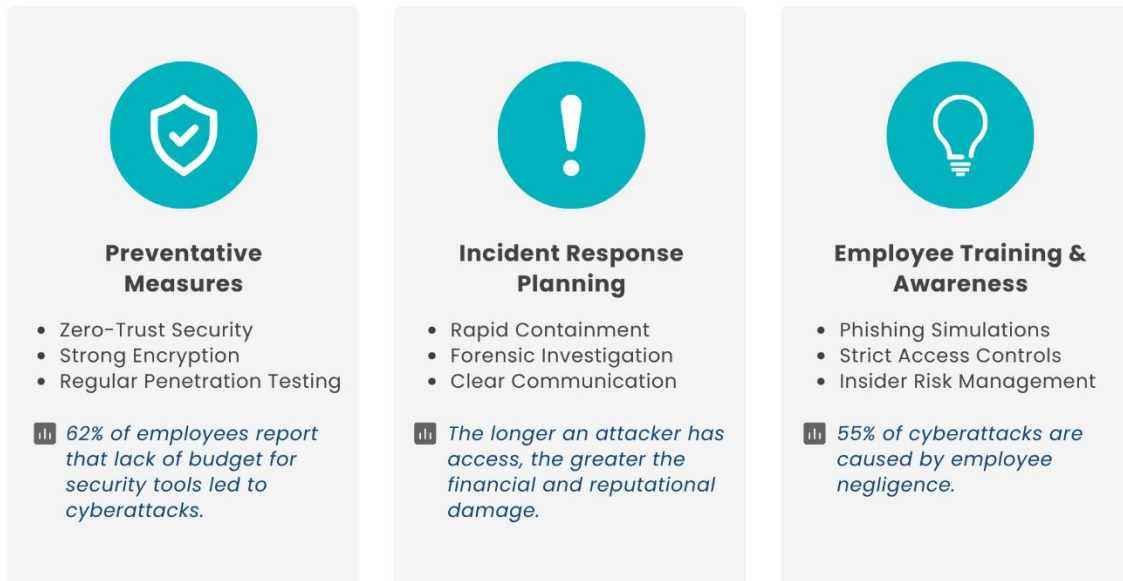 Preventative
Measures
• Zero-Trust Security
• Strong Encryption
• Regular Penetration Testing
62% of employees report
that lack of budget for
security tools led to
cyberattacks.
Incident Response
Planning
• Rapid Containment
• Forensic Investigation
• Clear Communication
The longer an attacker has
access, the greater the
financial and reputational
damage.
Employee Training &
Awareness
• Phishing Simulations
• Strict Access Controls
• Insider Risk Management
55% of cyberattacks are
caused by employee
negligence.